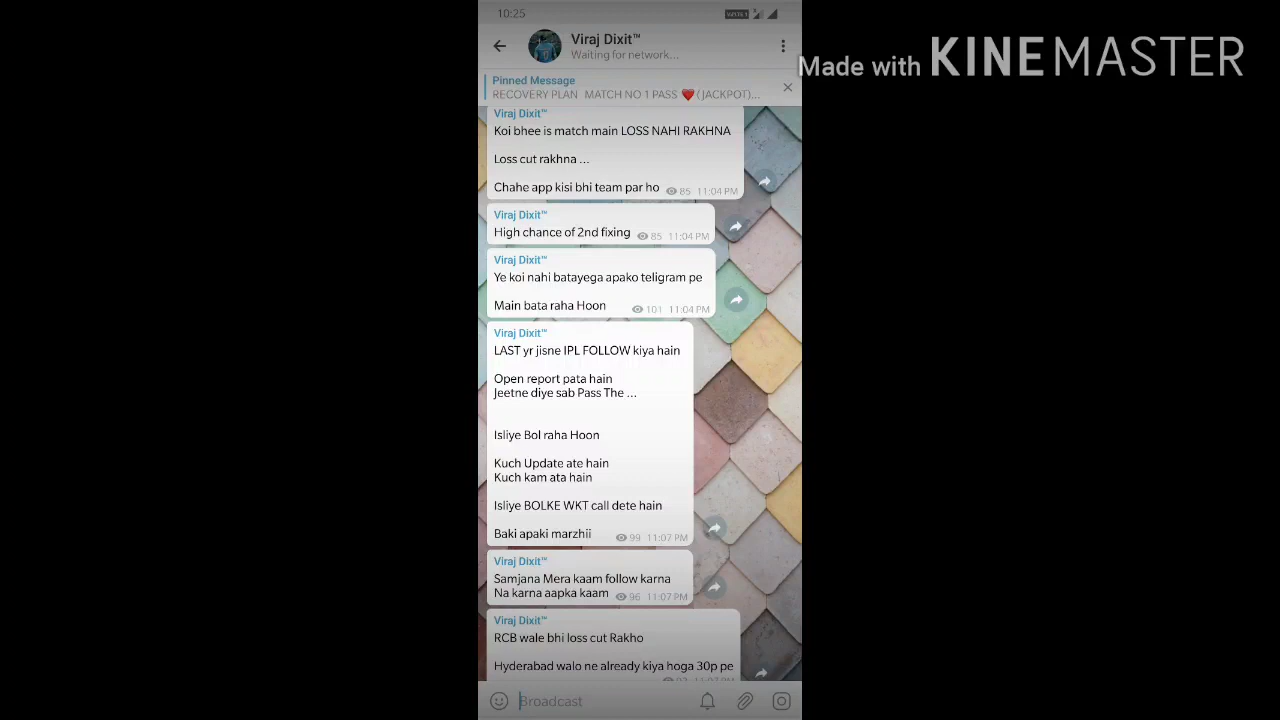 10:25
VoLTE 1
Viraj Dixit™
Waiting for network...
Made with KINEMASTER
Pinned Message
RECOVERY PLAN MATCH NO 1 PASS ❤️(JACKPOT)...
Viraj Dixit™
Koi bhee is match main LOSS NAHI RAKHNA
Loss cut rakhna ...
Chahe app kisi bhi team par ho 85 11:04 PM
Viraj Dixit™
High chance of 2nd fixing 85 11:04 PM
Viraj Dixit™
Ye koi nahi batayega apako teligram pe
Main bata raha Hoon 101 11:04 PM
Viraj Dixit™
LAST yr jisne IPL FOLLOW kiya hain
Open report pata hain
Jeetne diye sab Pass The ...
Isliye Bol raha Hoon
Kuch Update ate hain
Kuch kam ata hain
Isliye BOLKE WKT call dete hain
Baki apaki marzhii 99 11:07 PM
Viraj Dixit™
Samjana Mera kaam follow karna
Na karna aapka kaam 96 11:07 PM
Viraj Dixit™
RCB wale bhi loss cut Rakho
Hyderabad walo ne already kiya hoga 30p pe
Broadcast